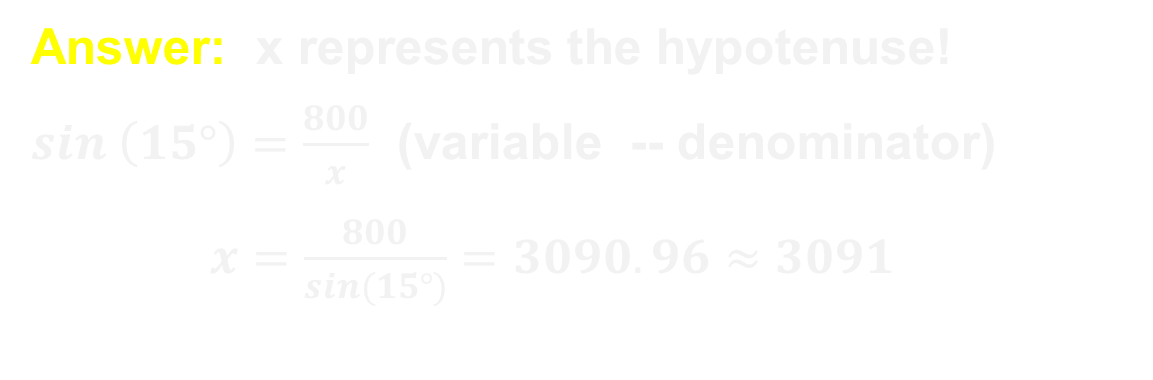 Answer: x represents the hypotenuse!
sin (15°) = 800/x (variable -- denominator)
x = 800/sin(15°) = 3090.96 ≈ 3091